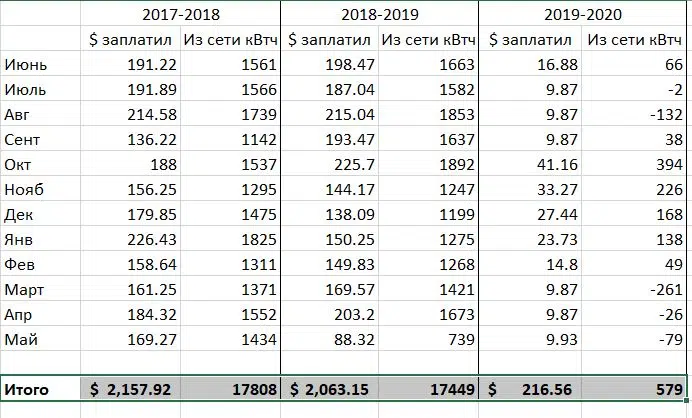 2017-2018 2018-2019 2019-2020
$ заплатил Из сети кВтч $ заплатил Из сети кВтч $ заплатил Из сети кВтч
Июнь 191.22 1561 198.47 1663 16.88 66
Июль 191.89 1566 187.04 1582 9.87 -2
Авг 214.58 1739 215.04 1853 9.87 -132
Сент 136.22 1142 193.47 1637 9.87 38
Окт 188 1537 225.7 1892 41.16 394
Нояб 156.25 1295 144.17 1247 33.27 226
Дек 179.85 1475 138.09 1199 27.44 168
Янв 226.43 1825 150.25 1275 23.73 138
Фев 158.64 1311 149.83 1268 14.8 49
Март 161.25 1371 169.57 1421 9.87 -261
Апр 184.32 1552 203.2 1673 9.87 -26
Май 169.27 1434 88.32 739 9.93 -79
Итого $ 2,157.92 17808 $ 2,063.15 17449 $ 216.56 579